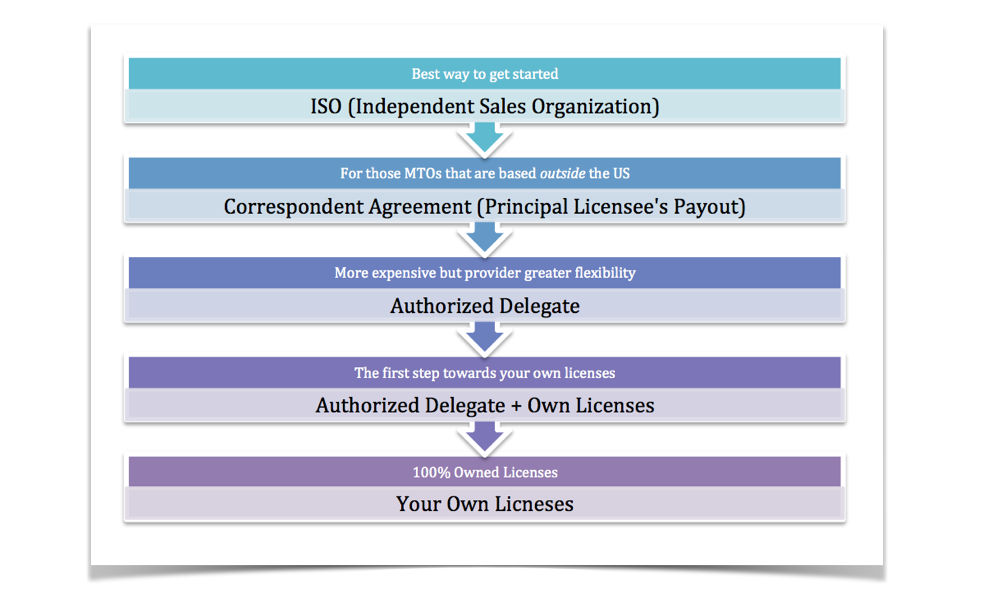 Best way to get started
ISO (Independent Sales Organization)
For those MTOs that are based outside the US
Correspondent Agreement (Principal Licensee's Payout)
More expensive but provider greater flexibility
Authorized Delegate
The first step towards your own licenses
Authorized Delegate + Own Licenses
100% Owned Licenses
Your Own Licneses